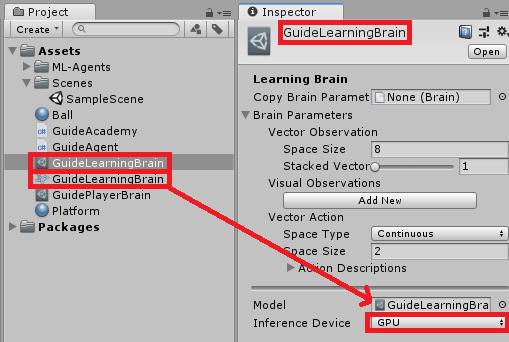 Project
Create
Assets
ML-Agents
Scenes
SampleScene
Ball
GuideAcademy
GuideAgent
GuideLearningBrain
GuideLearningBrain
GuidePlayerBrain
Platform
Packages
Inspector
GuideLearningBrain
Open
Learning Brain
Copy Brain Paramet None (Brain)
Brain Parameters
Vector Observation
Space Size 8
Stacked Vector 1
Visual Observations
Add New
Vector Action
Space Type Continuous
Space Size 2
Action Descriptions
Model GuideLearningBra
Inference Device GPU